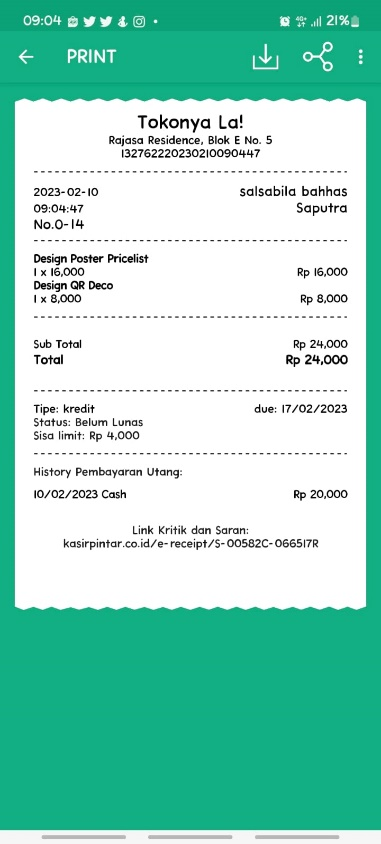 09:04 21%
PRINT
Tokonya La!
Rajasa Residence, Blok E No. 5
132762220230210090447
2023-02-10 salsabila bahhas
09:04:47 Saputra
No.0-14
Design Poster Pricelist
1 x 16,000 Rp 16,000
Design QR Deco
1 x 8,000 Rp 8,000
Sub Total Rp 24,000
Total Rp 24,000
Tipe: kredit due: 17/02/2023
Status: Belum Lunas
Sisa limit: Rp 4,000
History Pembayaran Utang:
10/02/2023 Cash Rp 20,000
Link Kritik dan Saran:
kasirpintar.co.id/e-receipt/S-00582C-066517R